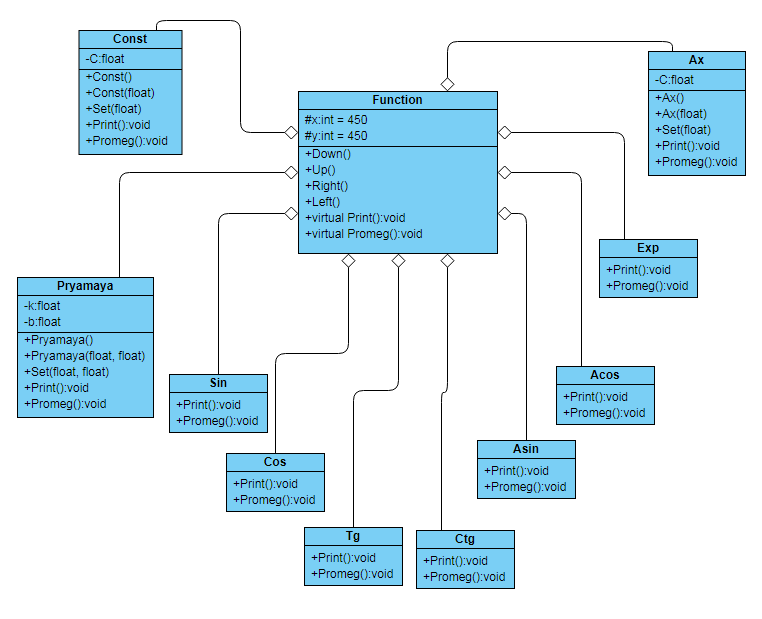 Const
-C:float
+Const()
+Const(float)
+Set(float)
+Print():void
+Promeg():void
Function
#x:int = 450
#y:int = 450
+Down()
+Up()
+Right()
+Left()
+virtual Print():void
+virtual Promeg():void
Ax
-C:float
+Ax()
+Ax(float)
+Set(float)
+Print():void
+Promeg():void
Exp
+Print():void
+Promeg():void
Pryamaya
-k:float
-b:float
+Pryamaya()
+Pryamaya(float, float)
+Set(float, float)
+Print():void
+Promeg():void
Sin
+Print():void
+Promeg():void
Acos
+Print():void
+Promeg():void
Cos
+Print():void
+Promeg():void
Asin
+Print():void
+Promeg():void
Tg
+Print():void
+Promeg():void
Ctg
+Print():void
+Promeg():void